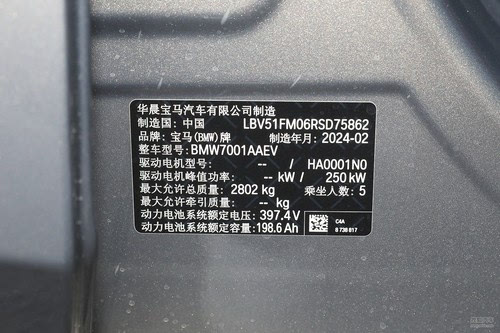 华晨宝马汽车有限公司制造
制造国: 中国 LBV51FM06RSD75862
品牌: 宝马(BMW)牌 制造年月: 2024-02
整车型号: BMW7001AAEV
驱动电机型号: -- / HA0001N0
驱动电机峰值功率: -- kW / 250 kW
最大允许总质量: 2802 kg 乘坐人数: 5
最大允许牵引质量: -- kg
动力电池系统额定电压: 397.4 V
动力电池系统额定容量: 198.6 Ah
C4A
8 738 817